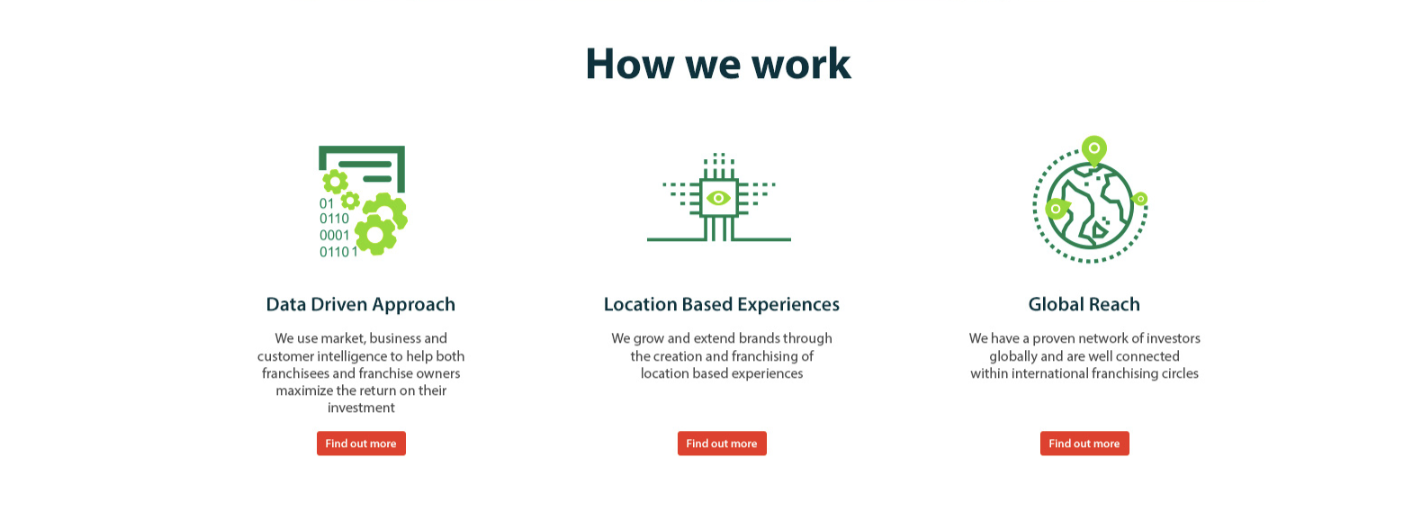 How we work
01
0110
0001
01101
Data Driven Approach
We use market, business and
customer intelligence to help both
franchisees and franchise owners
maximize the return on their
investment
Find out more
Location Based Experiences
We grow and extend brands through
the creation and franchising of
location based experiences
Find out more
Global Reach
We have a proven network of investors
globally and are well connected
within international franchising circles
Find out more